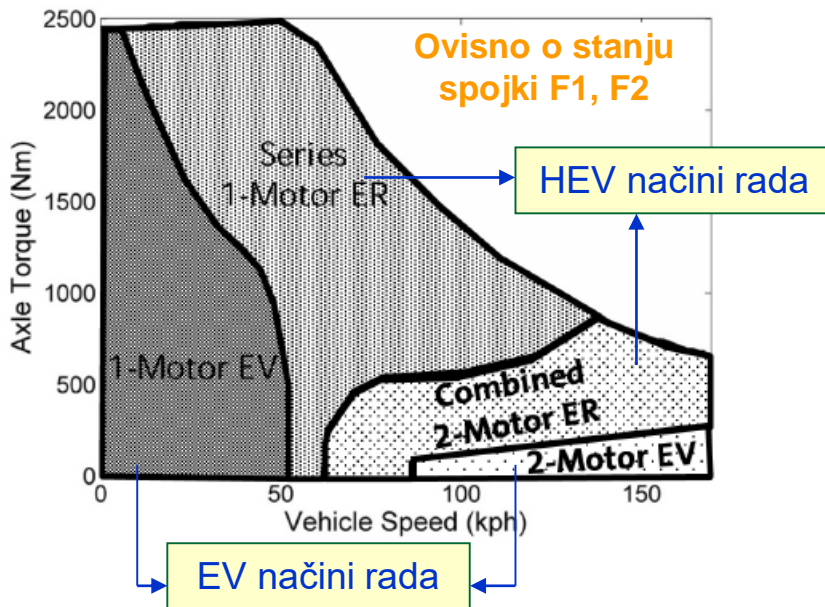 2500
2000
1500
1000
500
0
Axle Torque (Nm)
Ovisno o stanju
spojki F1, F2
Series
1-Motor ER
HEV načini rada
1-Motor EV
Combined
2-Motor ER
2-Motor EV
0 50 100 150
Vehicle Speed (kph)
EV načini rada